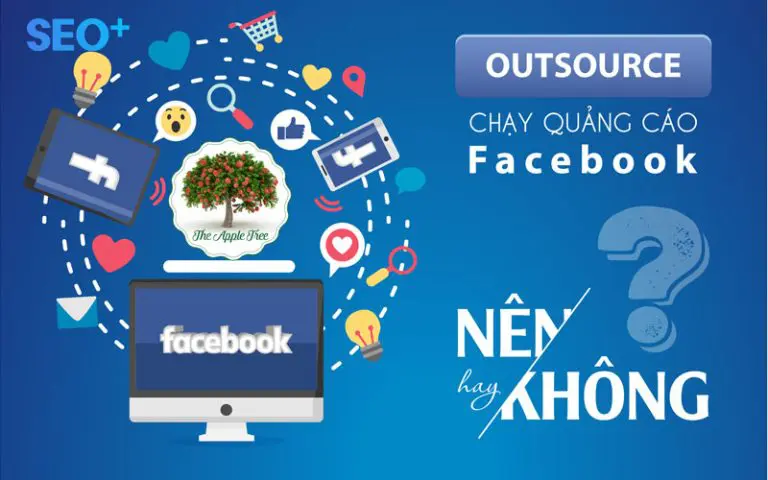 SEO+
OUTSOURCE
CHẠY QUẢNG CÁO
Facebook
The Apple Tree
facebook
?
NÊN
hay
KHÔNG